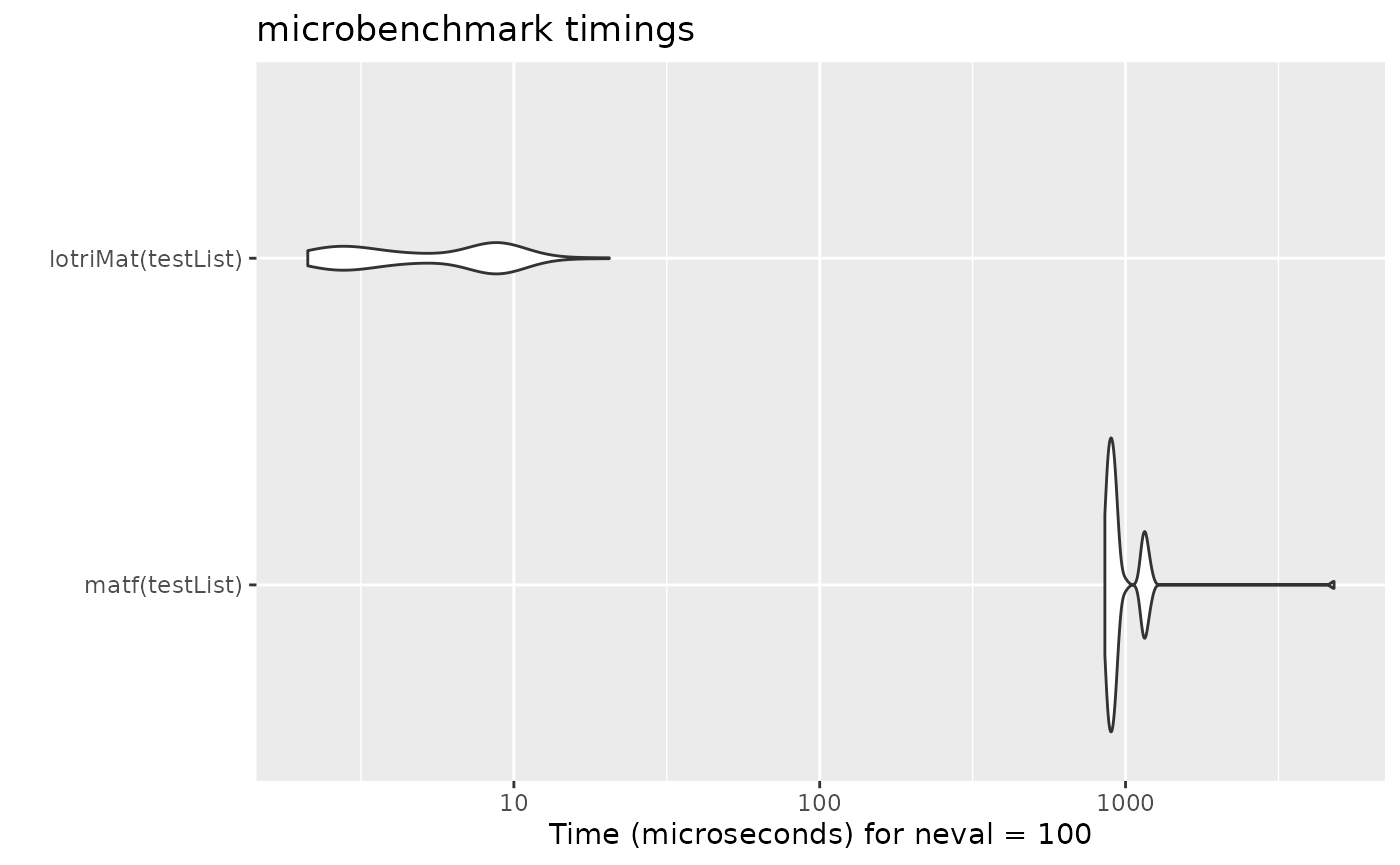 microbenchmark timings
lotriMat(testList)
matf(testList)
10
100
1000
Time (microseconds) for neval = 100